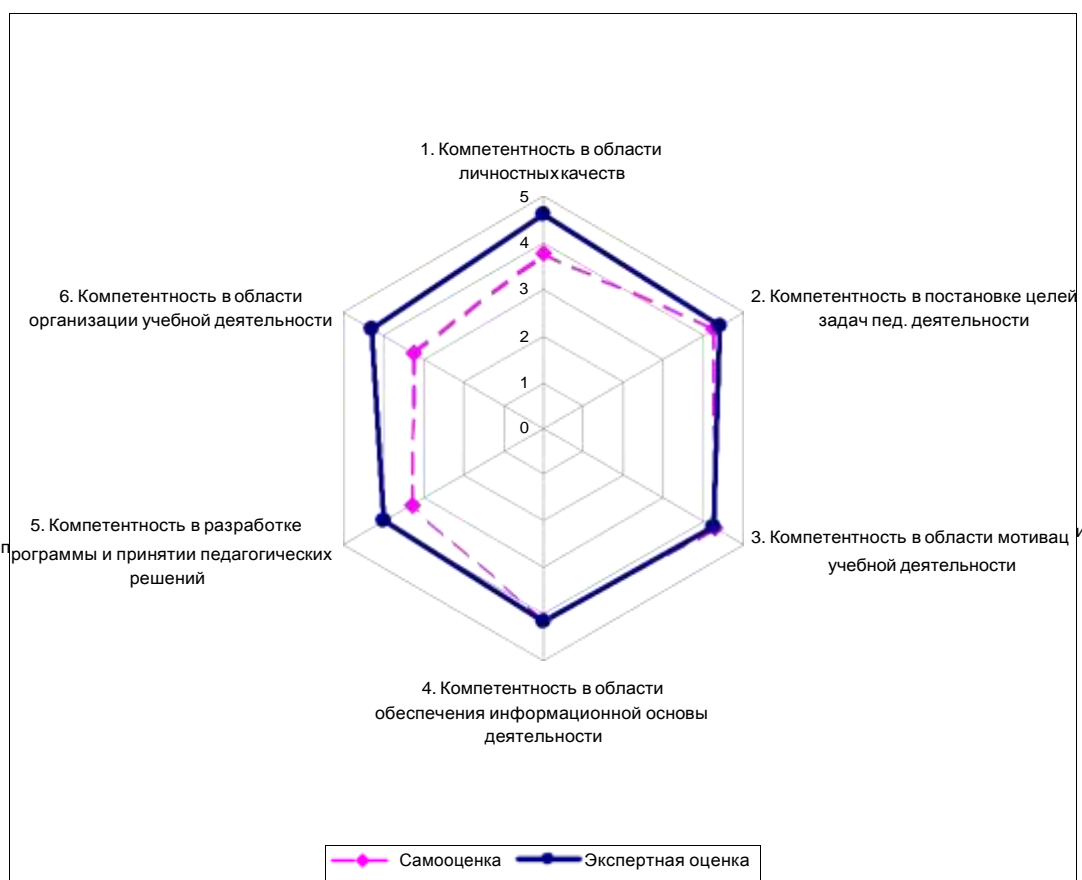 1. Компетентность в области
личностных качеств
5
4
3
2
1
0
2. Компетентность в постановке целей
задач пед. деятельности
3. Компетентность в области мотивац и
учебной деятельности
4. Компетентность в области
обеспечения информационной основы
деятельности
5. Компетентность в разработке
программы и принятии педагогических
решений
6. Компетентность в области
организации учебной деятельности
Самооценка
Экспертная оценка